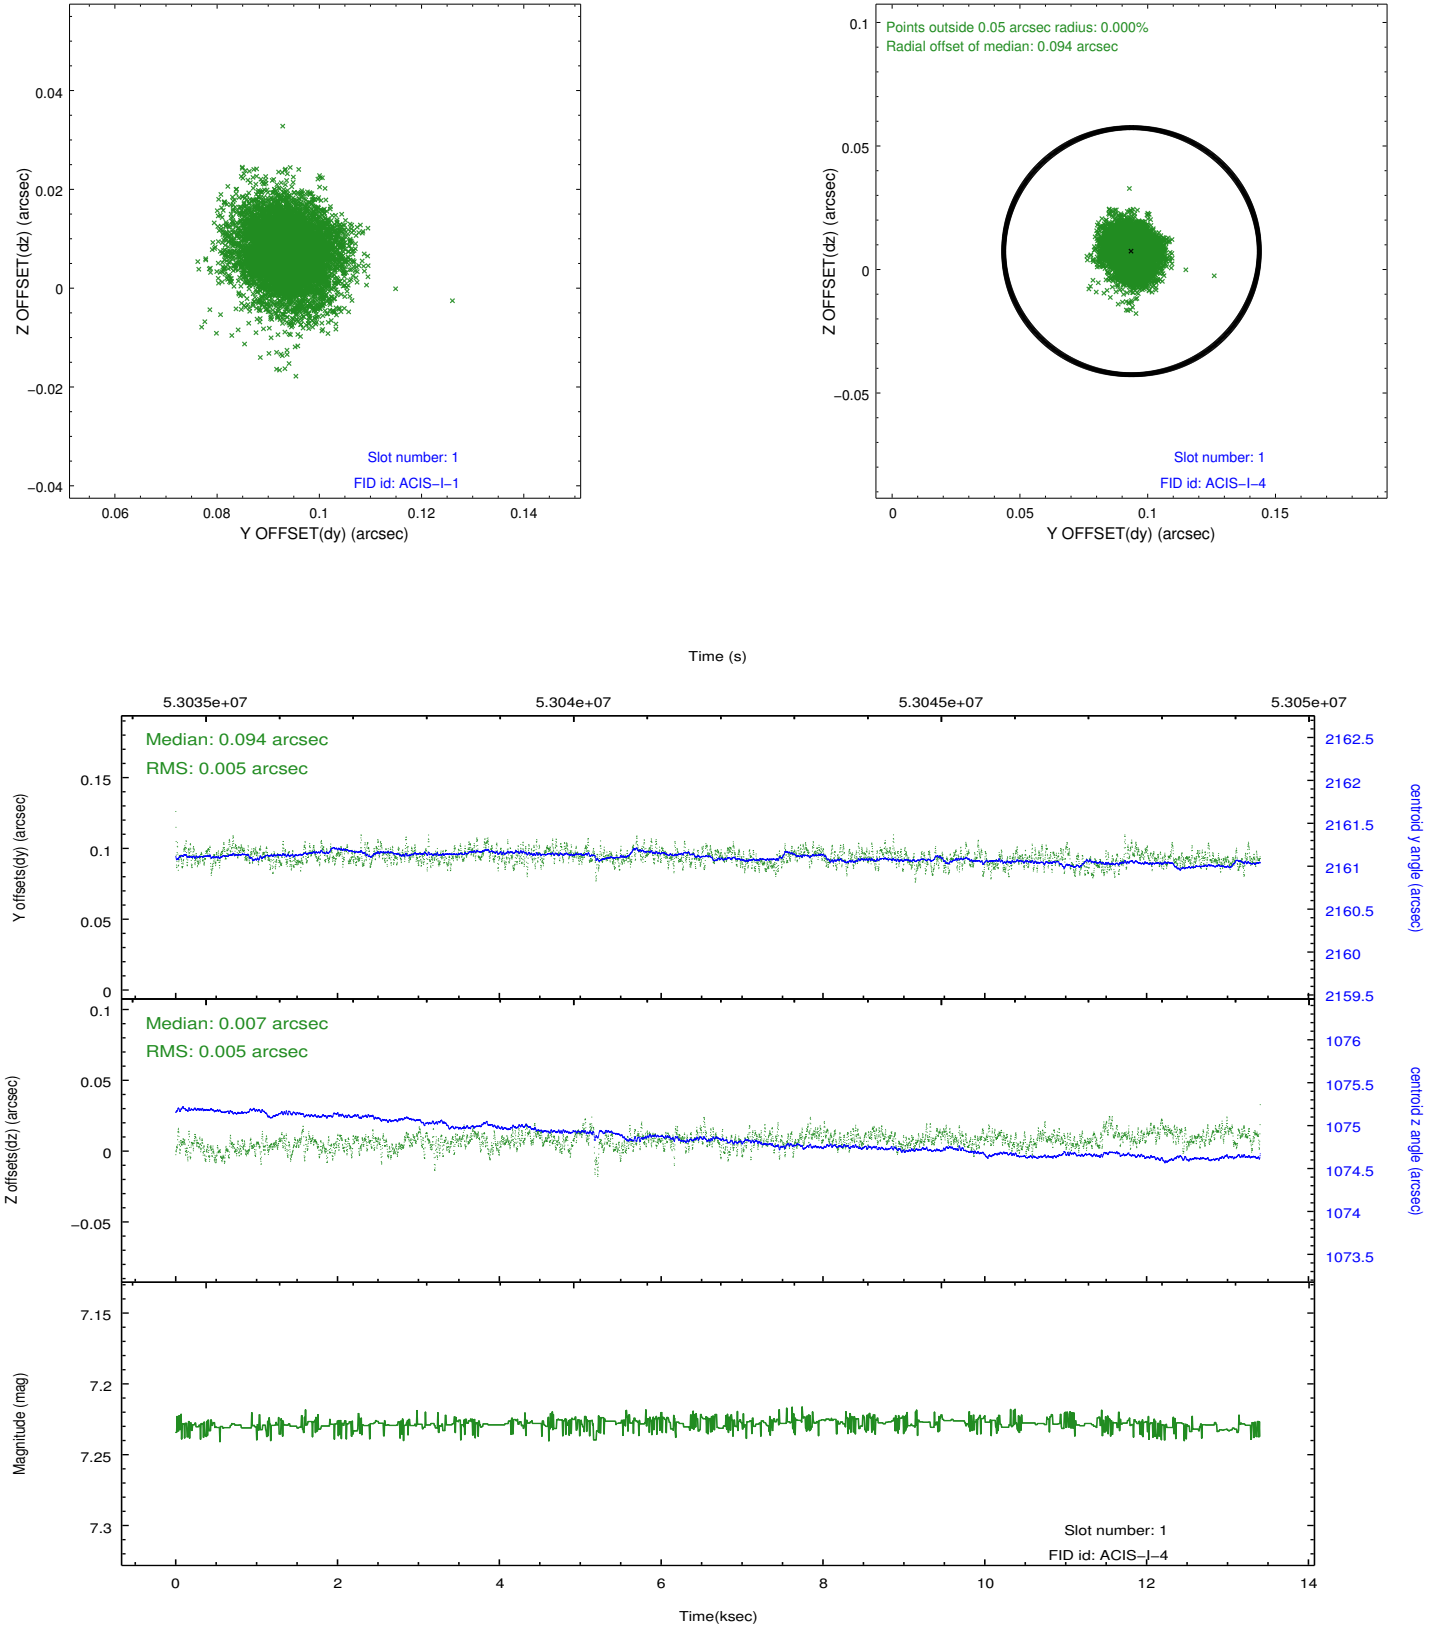 0.04
0.02
0
−0.02
−0.04
Z OFFSET(dz) (arcsec)
Slot number: 1
FID id: ACIS−I−1
0.06 0.08 0.1 0.12 0.14
Y OFFSET(dy) (arcsec)
Points outside 0.05 arcsec radius: 0.000%
Radial offset of median: 0.094 arcsec
0.1
0.05
0
−0.05
Z OFFSET(dz) (arcsec)
Slot number: 1
FID id: ACIS−I−4
0 0.05 0.1 0.15
Y OFFSET(dy) (arcsec)
Time (s)
5.3035e+07 5.304e+07 5.3045e+07 5.305e+07
Median: 0.094 arcsec
RMS: 0.005 arcsec
0.15
0.1
0.05
0
Y offsets(dy) (arcsec)
2162.5
2162
2161.5
2161
2160.5
2160
2159.5
centroid y angle (arcsec)
Median: 0.007 arcsec
RMS: 0.005 arcsec
0.1
0.05
0
−0.05
Z offsets(dz) (arcsec)
1076
1075.5
1075
1074.5
1074
1073.5
centroid z angle (arcsec)
7.15
7.2
7.25
7.3
Magnitude (mag)
Slot number: 1
FID id: ACIS−I−4
0 2 4 6 8 10 12 14
Time(ksec)